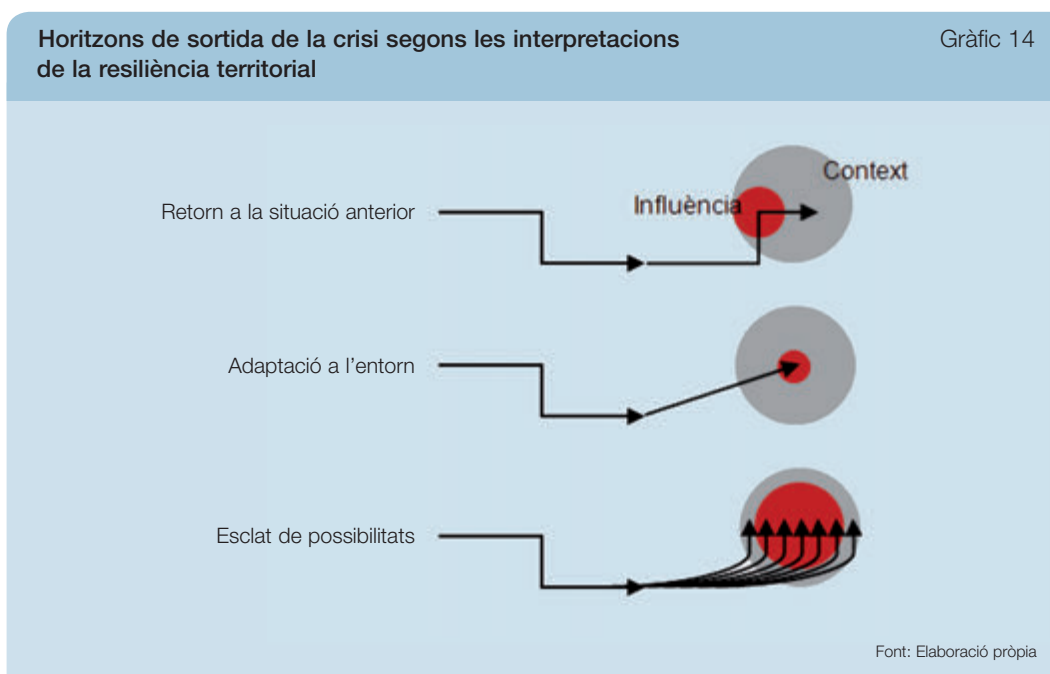 Horitzons de sortida de la crisi segons les interpretacions
de la resiliència territorial
Gràfic 14
Context
Influència
Retorn a la situació anterior
Adaptació a l’entorn
Esclat de possibilitats
Font: Elaboració pròpia